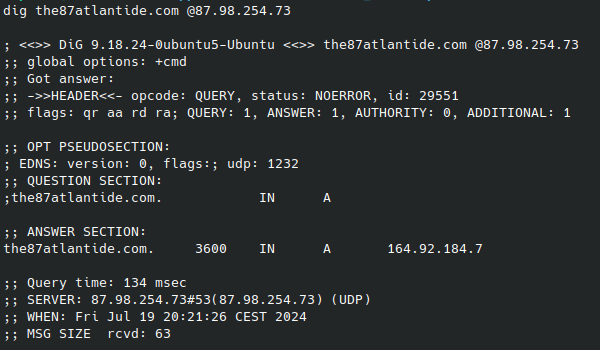 dig the87atlantide.com @87.98.254.73
; <<>> DiG 9.18.24-0ubuntu5-Ubuntu <<>> the87atlantide.com @87.98.254.73
;; global options: +cmd
;; Got answer:
;; ->>HEADER<<- opcode: QUERY, status: NOERROR, id: 29551
;; flags: qr aa rd ra; QUERY: 1, ANSWER: 1, AUTHORITY: 0, ADDITIONAL: 1
;; OPT PSEUDOSECTION:
; EDNS: version: 0, flags:; udp: 1232
;; QUESTION SECTION:
;the87atlantide.com. IN A
;; ANSWER SECTION:
the87atlantide.com. 3600 IN A 164.92.184.7
;; Query time: 134 msec
;; SERVER: 87.98.254.73#53(87.98.254.73) (UDP)
;; WHEN: Fri Jul 19 20:21:26 CEST 2024
;; MSG SIZE rcvd: 63